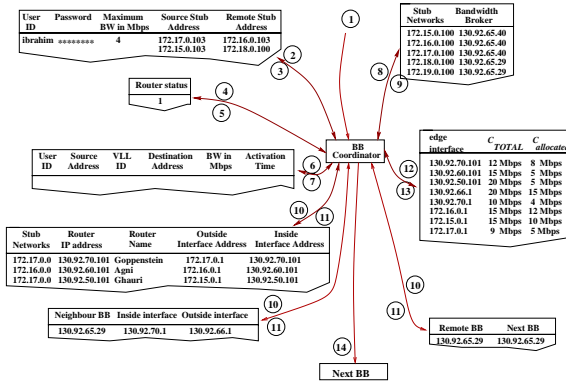 User Password Maximum Source Stub Remote Stub
ID BW in Mbps Address Address
ibrahim ******** 4 172.17.0.103 172.16.0.103
172.15.0.103 172.18.0.100
1
2
3
Stub Bandwidth
Networks Broker
172.15.0.100 130.92.65.40
172.16.0.100 130.92.65.40
172.17.0.100 130.92.65.40
172.18.0.100 130.92.65.29
172.19.0.100 130.92.65.29
8
9
Router status
1
4
5
BB
Coordinator
User Source VLL Destination BW in Activation
ID Address ID Address Mbps Time
6
7
12
13
edge C TOTAL C allocated
interface
130.92.70.101 12 Mbps 8 Mbps
130.92.60.101 15 Mbps 5 Mbps
130.92.50.101 20 Mbps 5 Mbps
130.92.66.1 20 Mbps 15 Mbps
130.92.70.1 10 Mbps 4 Mbps
172.16.0.1 15 Mbps 12 Mbps
172.15.0.1 15 Mbps 10 Mbps
172.17.0.1 9 Mbps 5 Mbps
10
11
Stub Router Router Outside Inside
Networks IP address Name Interface Address Interface Address
172.17.0.0 130.92.70.101 Goppenstein 172.17.0.1 130.92.70.101
172.16.0.0 130.92.60.101 Agni 172.16.0.1 130.92.60.101
172.17.0.0 130.92.50.101 Ghauri 172.15.0.1 130.92.50.101
10
11
Neighbour BB Inside interface Outside interface
130.92.65.29 130.92.70.1 130.92.66.1
10
11
Remote BB Next BB
130.92.65.29 130.92.65.29
14
Next BB